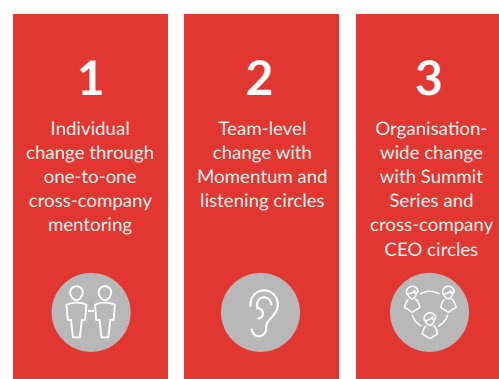 1
Individual
change through
one-to-one
cross-company
mentoring
2
Team-level
change with
Momentum and
listening circles
3
Organisation-
wide change
with Summit
Series and
cross-company
CEO circles